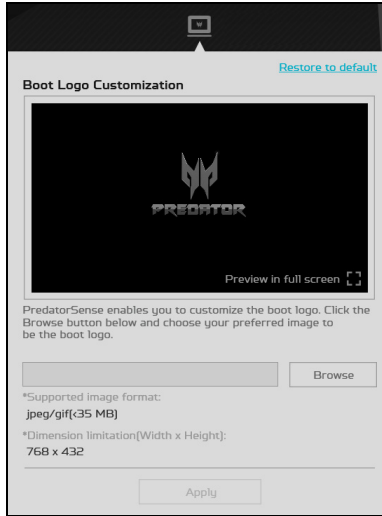 Restore to default
Boot Logo Customization
PREDATOR
Preview in full screen
PredatorSense enables you to customize the boot logo. Click the
Browse button below and choose your preferred image to
be the boot logo.
Browse
*Supported image format:
jpeg/gif(<35 MB)
*Dimension limitation(Width x Height):
768 x 432
Apply